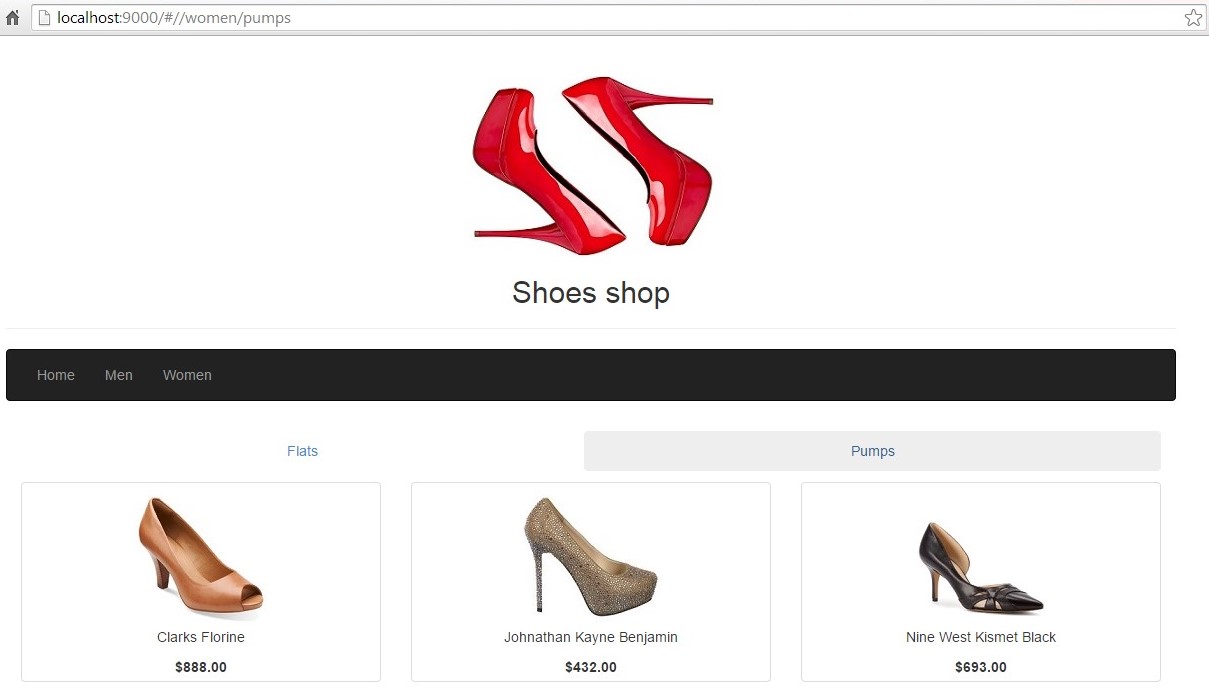 localhost:9000/#//women/pumps
Shoes shop
Home Men Women
Flats Pumps
Clarks Florine Johnathan Kayne Benjamin Nine West Kismet Black
$888.00 $432.00 $693.00